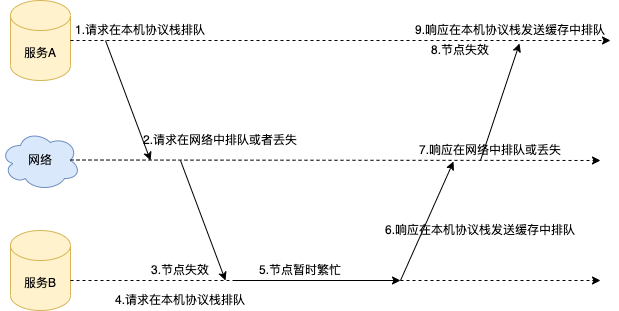 1.请求在本机协议栈排队
9.响应在本机协议栈发送缓存中排队
服务A
8.节点失效
2.请求在网络中排队或者丢失
7.响应在网络中排队或丢失
网络
6.响应在本机协议栈发送缓存中排队
3.节点失效
5.节点暂时繁忙
服务B
4.请求在本机协议栈排队